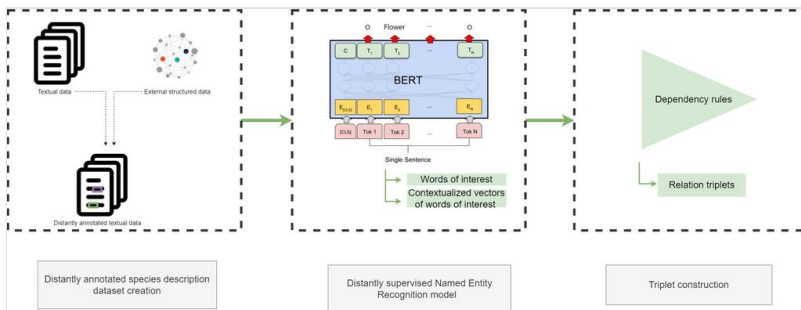 Textual data
External structured data
Distantly annotated textual data
Distantly annotated species description
dataset creation
O Flower ... O
C T1 T2 ... TN
BERT
E[CLS] E1 E2 ... EN
[CLS] Tok 1 Tok 2 ... Tok N
Single Sentence
Words of interest
Contextualized vectors
of words of interest
Distantly supervised Named Entity
Recognition model
Dependency rules
Relation triplets
Triplet construction